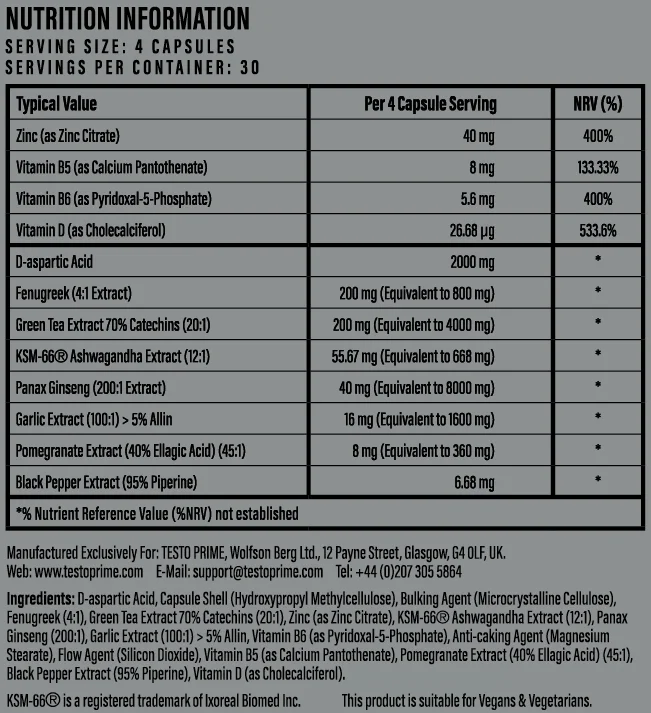 NUTRITION INFORMATION
SERVING SIZE: 4 CAPSULES
SERVINGS PER CONTAINER: 30
Typical Value Per 4 Capsule Serving NRV (%)
Zinc (as Zinc Citrate) 40 mg 400%
Vitamin B5 (as Calcium Pantothenate) 8 mg 133.33%
Vitamin B6 (as Pyridoxal-5-Phosphate) 5.6 mg 400%
Vitamin D (as Cholecalciferol) 26.68 µg 533.6%
D-aspartic Acid 2000 mg *
Fenugreek (4:1 Extract) 200 mg (Equivalent to 800 mg) *
Green Tea Extract 70% Catechins (20:1) 200 mg (Equivalent to 4000 mg) *
KSM-66® Ashwagandha Extract (12:1) 55.67 mg (Equivalent to 668 mg) *
Panax Ginseng (200:1 Extract) 40 mg (Equivalent to 8000 mg) *
Garlic Extract (100:1) > 5% Allin 16 mg (Equivalent to 1600 mg) *
Pomegranate Extract (40% Ellagic Acid) (45:1) 8 mg (Equivalent to 360 mg) *
Black Pepper Extract (95% Piperine) 6.68 mg *
*% Nutrient Reference Value (%NRV) not established
Manufactured Exclusively For: TESTO PRIME, Wolfson Berg Ltd., 12 Payne Street, Glasgow, G4 0LF, UK.
Web: www.testoprime.com E-Mail: support@testoprime.com Tel: +44 (0)207 305 5864
Ingredients: D-aspartic Acid, Capsule Shell (Hydroxypropyl Methylcellulose), Bulking Agent (Microcrystalline Cellulose),
Fenugreek (4:1), Green Tea Extract 70% Catechins (20:1), Zinc (as Zinc Citrate), KSM-66® Ashwagandha Extract (12:1), Panax
Ginseng (200:1), Garlic Extract (100:1) > 5% Allin, Vitamin B6 (as Pyridoxal-5-Phosphate), Anti-caking Agent (Magnesium
Stearate), Flow Agent (Silicon Dioxide), Vitamin B5 (as Calcium Pantothenate), Pomegranate Extract (40% Ellagic Acid) (45:1),
Black Pepper Extract (95% Piperine), Vitamin D (as Cholecalciferol).
KSM-66® is a registered trademark of Ixoreal Biomed Inc. This product is suitable for Vegans & Vegetarians.